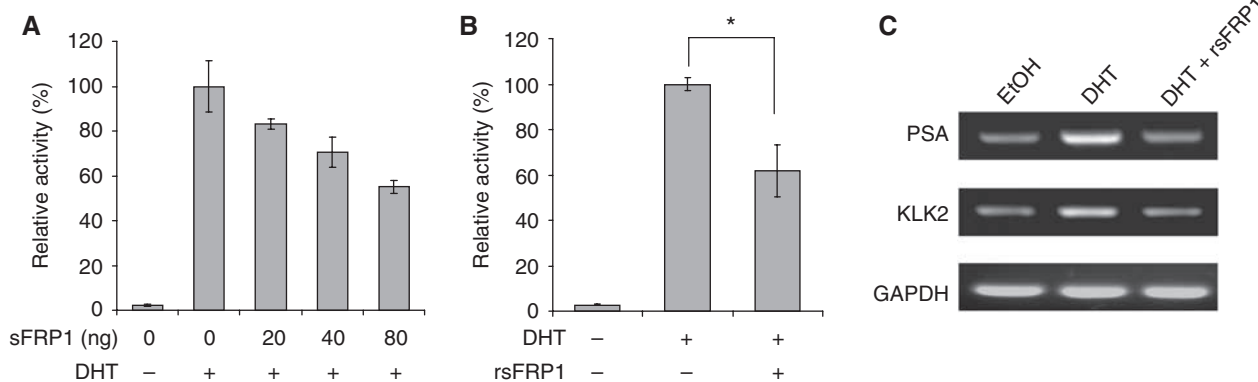 A
Relative activity (%)
120
100
80
60
40
20
0
sFRP1 (ng) 0 0 20 40 80
DHT – + + + +
B
*
Relative activity (%)
120
100
80
60
40
20
0
DHT – + +
rsFRP1 – – +
C
EtOH DHT DHT + rsFRP1
PSA
KLK2
GAPDH